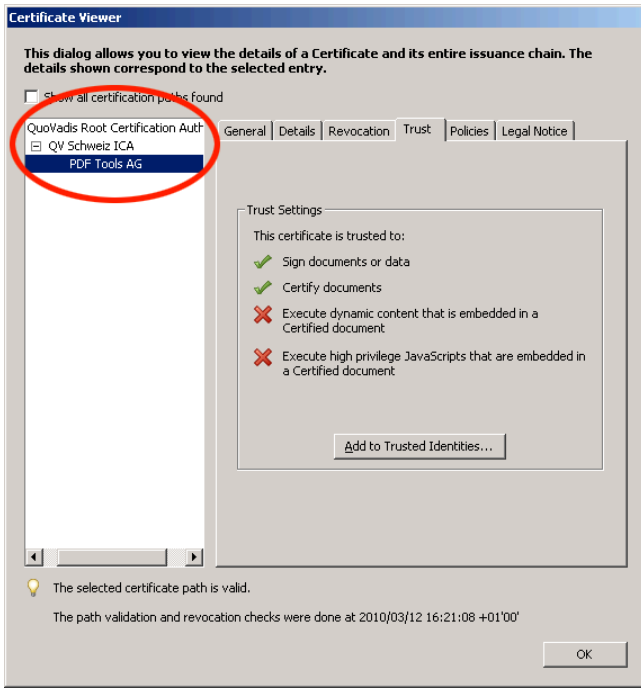 Certificate Viewer
This dialog allows you to view the details of a Certificate and its entire issuance chain. The
details shown correspond to the selected entry.
Show all certification paths found
QuoVadis Root Certification Auth
QV Schweiz ICA
PDF Tools AG
General Details Revocation Trust Policies Legal Notice
Trust Settings
This certificate is trusted to:
Sign documents or data
Certify documents
Execute dynamic content that is embedded in a
Certified document
Execute high privilege JavaScripts that are embedded in
a Certified document
Add to Trusted Identities...
The selected certificate path is valid.
The path validation and revocation checks were done at 2010/03/12 16:21:08 +01'00'
OK